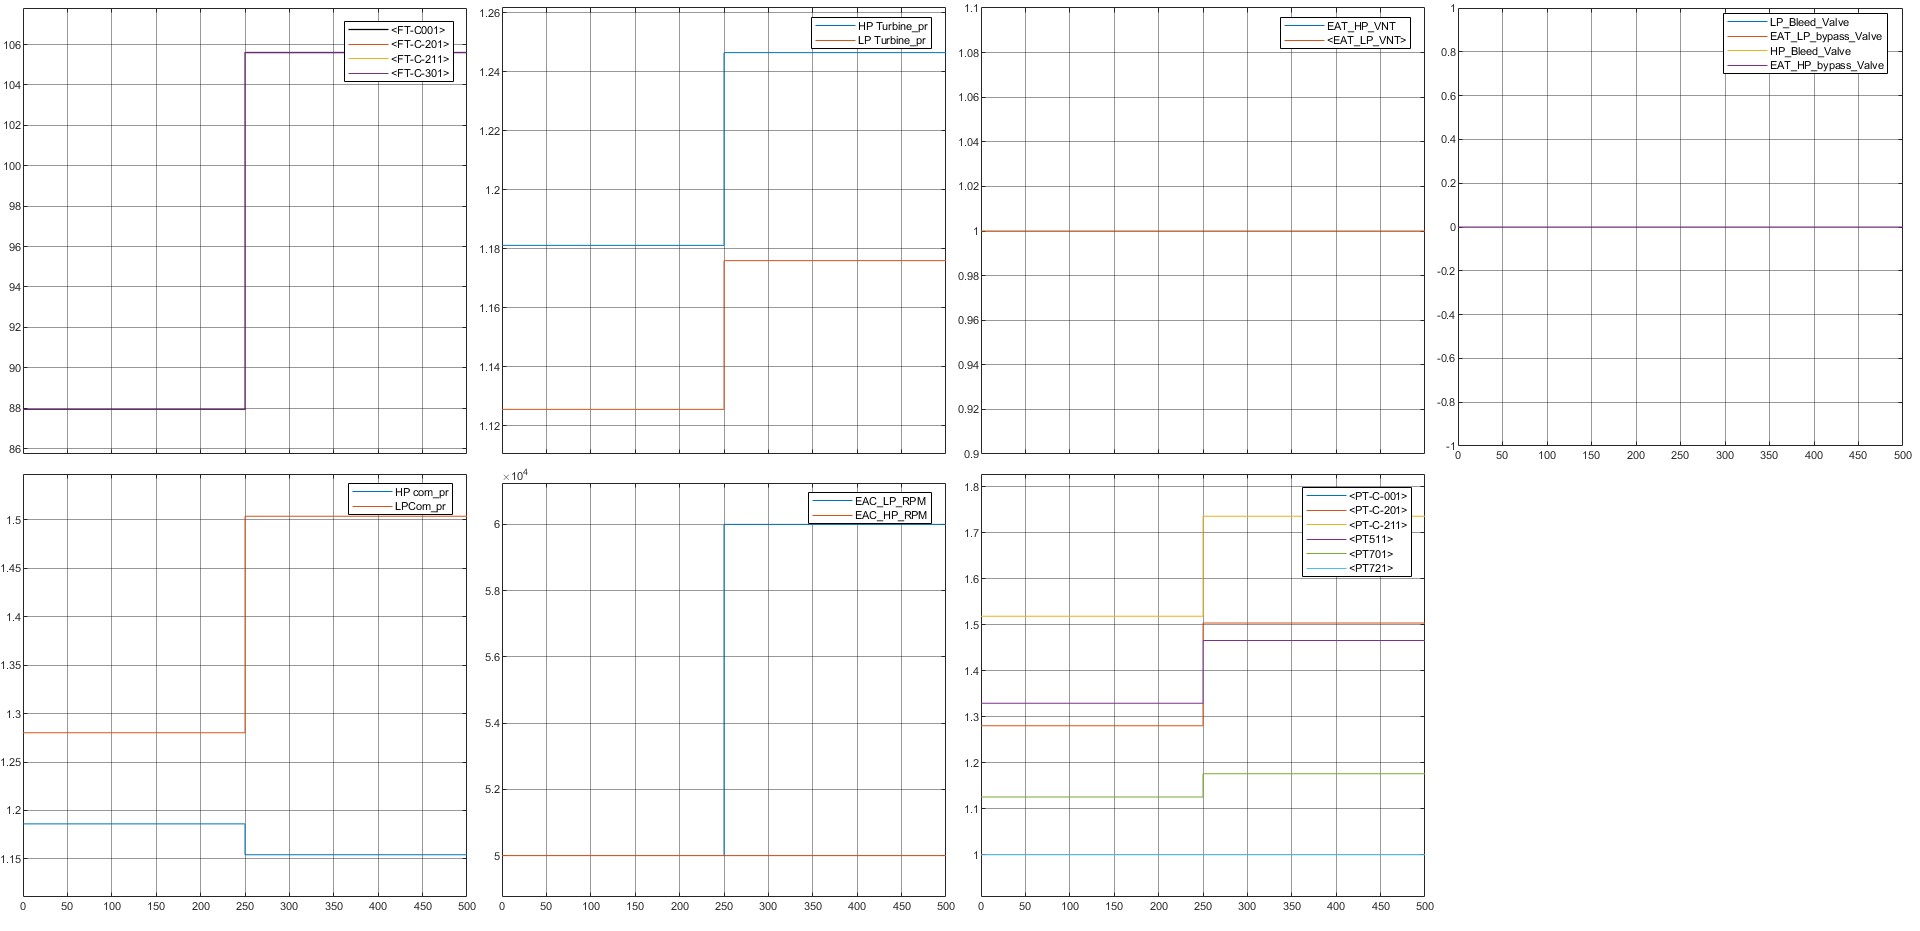 <FT-C001>
<FT-C-201>
<FT-C-211>
<FT-C-301>
106
104
102
100
98
96
94
92
90
88
86
HP Turbine_pr
LP Turbine_pr
1.26
1.24
1.22
1.2
1.18
1.16
1.14
1.12
EAT_HP_VNT
<EAT_LP_VNT>
1.1
1.08
1.06
1.04
1.02
1
0.98
0.96
0.94
0.92
0.9
LP_Bleed_Valve
EAT_LP_bypass_Valve
HP_Bleed_Valve
EAT_HP_bypass_Valve
1
0.8
0.6
0.4
0.2
0
-0.2
-0.4
-0.6
-0.8
-1
0 50 100 150 200 250 300 350 400 450 500
HP com_pr
LPCom_pr
1.5
1.45
1.4
1.35
1.3
1.25
1.2
1.15
0 50 100 150 200 250 300 350 400 450 500
×10⁴
EAC_LP_RPM
EAC_HP_RPM
6
5.8
5.6
5.4
5.2
5
0 50 100 150 200 250 300 350 400 450 500
<PT-C-001>
<PT-C-201>
<PT-C-211>
<PT511>
<PT701>
<PT721>
1.8
1.7
1.6
1.5
1.4
1.3
1.2
1.1
1
0 50 100 150 200 250 300 350 400 450 500